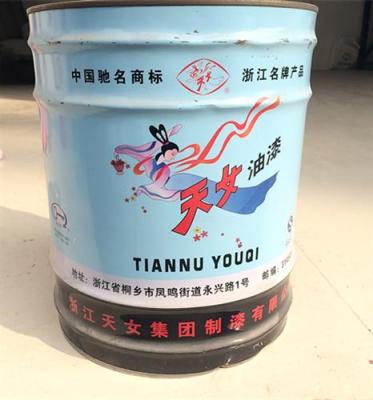 中国驰名商标 天女 浙江名牌产品
天女油漆
TIANNU YOUQI
地址: 浙江省桐乡市凤鸣街道永兴路1号 邮编:
浙江天女集团制漆有限